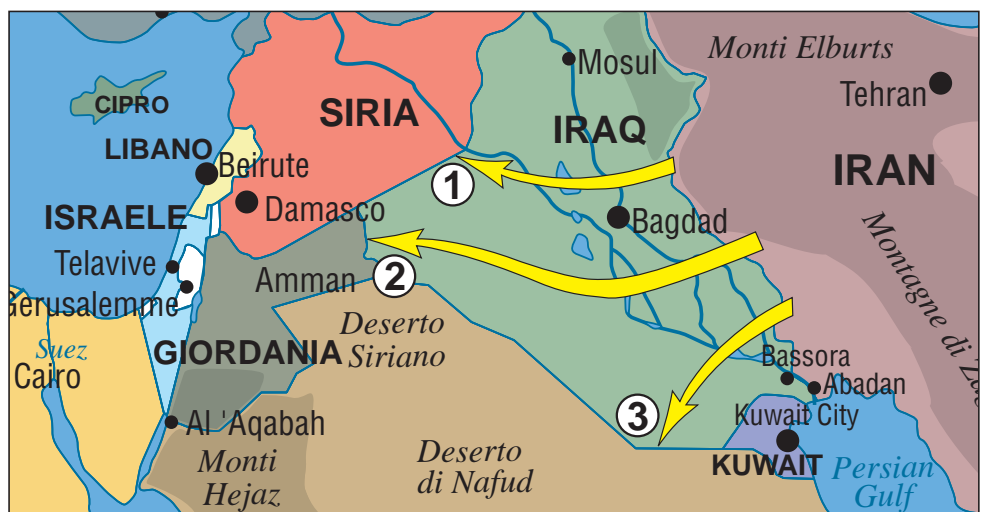 Monti Elburts
Mosul
Tehran
CIPRO
SIRIA
IRAQ
LIBANO
Beirute
IRAN
ISRAELE
Damasco
Bagdad
1
Telavive
Amman
2
Gerusalemme
Deserto
Siriano
Montagne di
Suez
Cairo
GIORDANIA
Bassora
Abadan
3
Kuwait City
Al 'Aqabah
Monti
Hejaz
Deserto
di Nafud
KUWAIT
Persian
Gulf